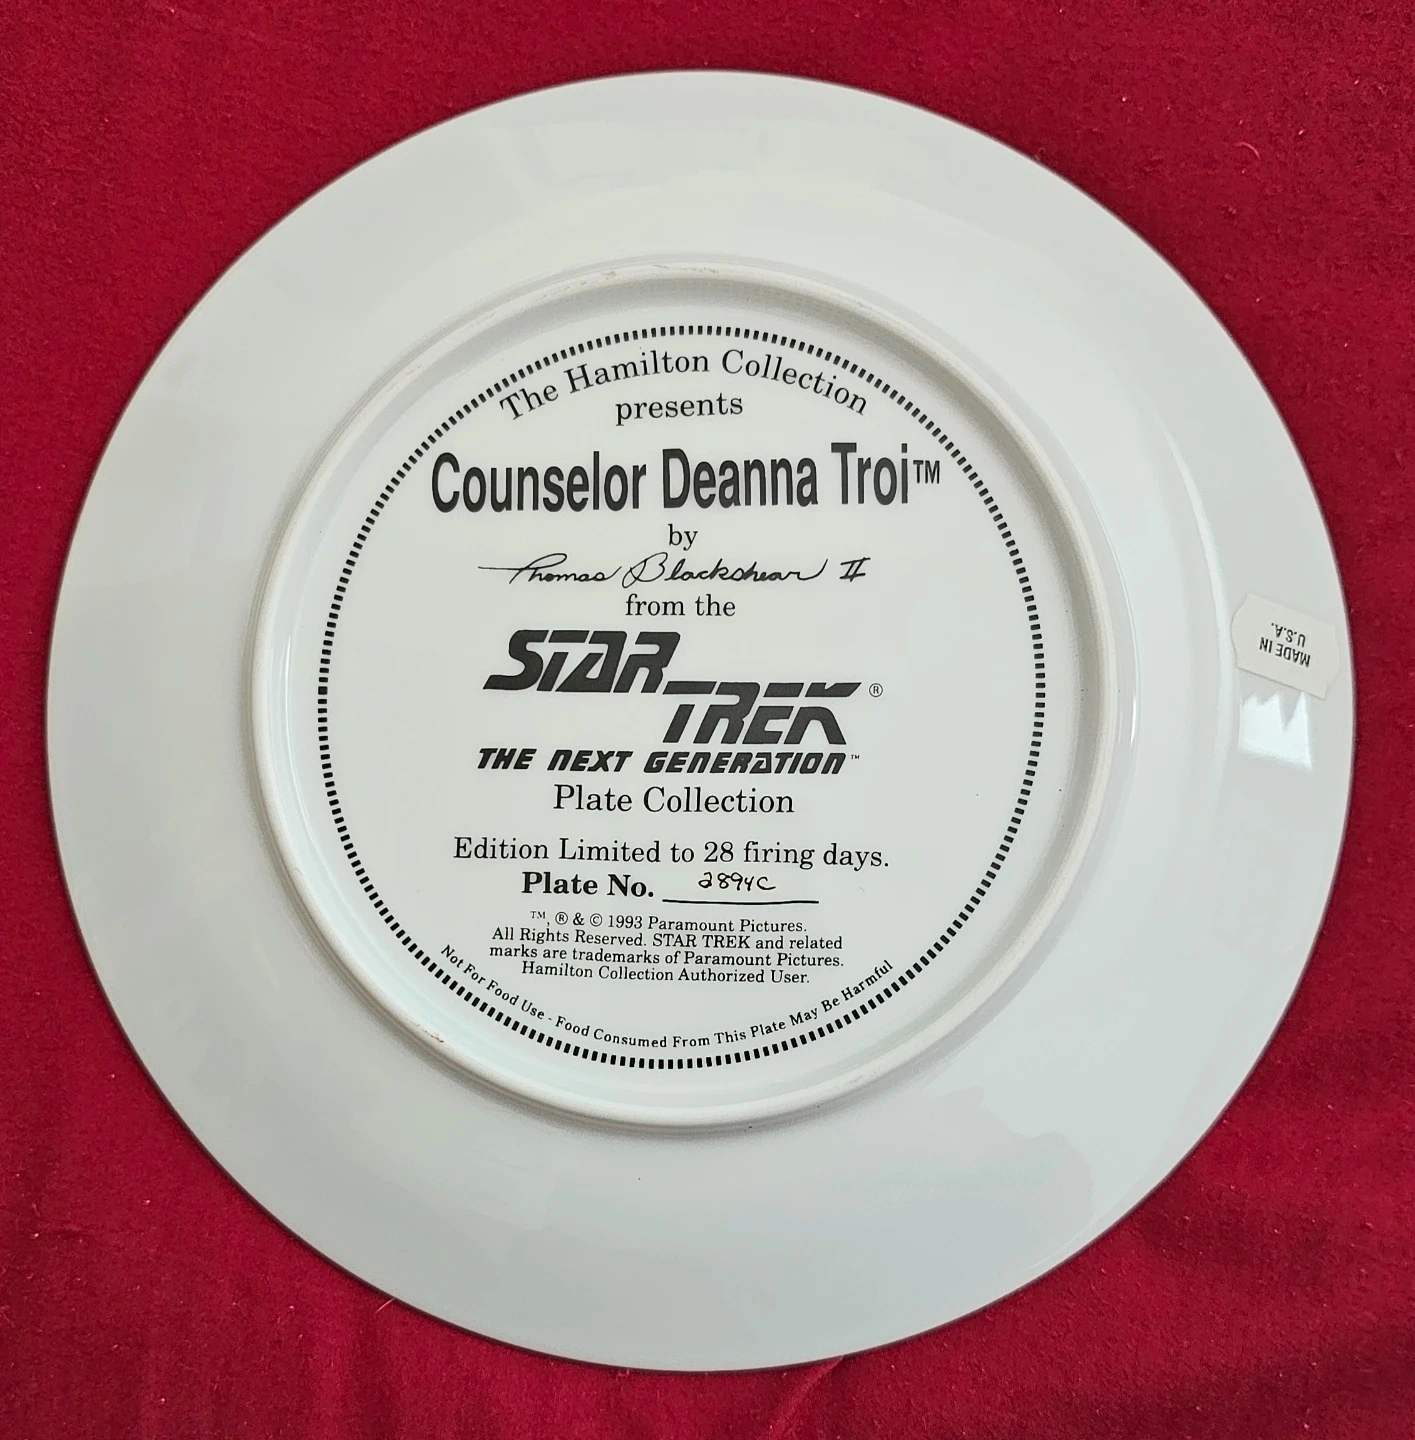 The Hamilton Collection
presents
Counselor Deanna Troi™
by
Thomas Blackshear II
from the
STAR
TREK®
THE NEXT GENERATION™
Plate Collection
Edition Limited to 28 firing days.
Plate No. 2894C
™, ® & © 1993 Paramount Pictures.
All Rights Reserved. STAR TREK and related
marks are trademarks of Paramount Pictures.
Hamilton Collection Authorized User.
Not For Food Use - Food Consumed From This Plate May Be Harmful
MADE IN
U.S.A.